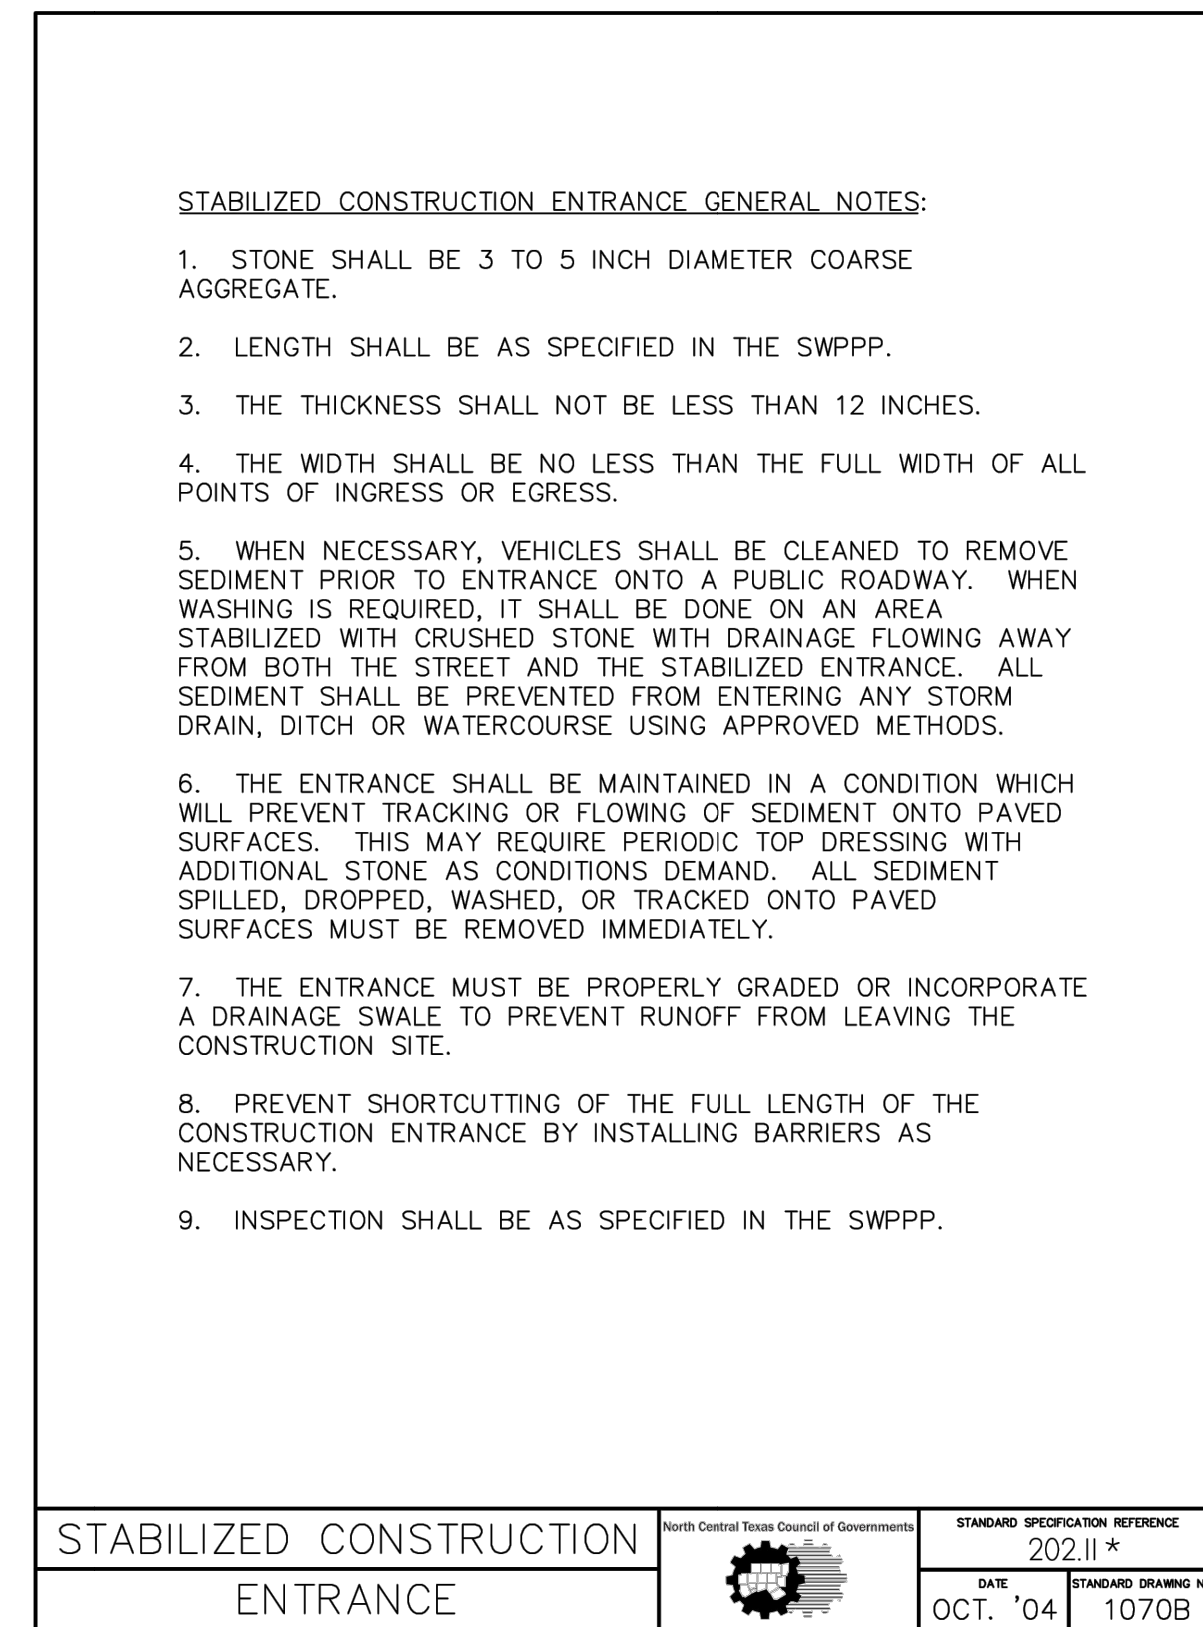 STABILIZED CONSTRUCTION ENTRANCE GENERAL NOTES:
1. STONE SHALL BE 3 TO 5 INCH DIAMETER COARSE
AGGREGATE.
2. LENGTH SHALL BE AS SPECIFIED IN THE SWPPP.
3. THE THICKNESS SHALL NOT BE LESS THAN 12 INCHES.
4. THE WIDTH SHALL BE NO LESS THAN THE FULL WIDTH OF ALL
POINTS OF INGRESS OR EGRESS.
5. WHEN NECESSARY, VEHICLES SHALL BE CLEANED TO REMOVE
SEDIMENT PRIOR TO ENTRANCE ONTO A PUBLIC ROADWAY. WHEN
WASHING IS REQUIRED, IT SHALL BE DONE ON AN AREA
STABILIZED WITH CRUSHED STONE WITH DRAINAGE FLOWING AWAY
FROM BOTH THE STREET AND THE STABILIZED ENTRANCE. ALL
SEDIMENT SHALL BE PREVENTED FROM ENTERING ANY STORM
DRAIN, DITCH OR WATERCOURSE USING APPROVED METHODS.
6. THE ENTRANCE SHALL BE MAINTAINED IN A CONDITION WHICH
WILL PREVENT TRACKING OR FLOWING OF SEDIMENT ONTO PAVED
SURFACES. THIS MAY REQUIRE PERIODIC TOP DRESSING WITH
ADDITIONAL STONE AS CONDITIONS DEMAND. ALL SEDIMENT
SPILLED, DROPPED, WASHED, OR TRACKED ONTO PAVED
SURFACES MUST BE REMOVED IMMEDIATELY.
7. THE ENTRANCE MUST BE PROPERLY GRADED OR INCORPORATE
A DRAINAGE SWALE TO PREVENT RUNOFF FROM LEAVING THE
CONSTRUCTION SITE.
8. PREVENT SHORTCUTTING OF THE FULL LENGTH OF THE
CONSTRUCTION ENTRANCE BY INSTALLING BARRIERS AS
NECESSARY.
9. INSPECTION SHALL BE AS SPECIFIED IN THE SWPPP.
STABILIZED CONSTRUCTION
ENTRANCE
North Central Texas Council of Governments
STANDARD SPECIFICATION REFERENCE
202.11 *
DATE
OCT. '04
STANDARD DRAWING N
1070B